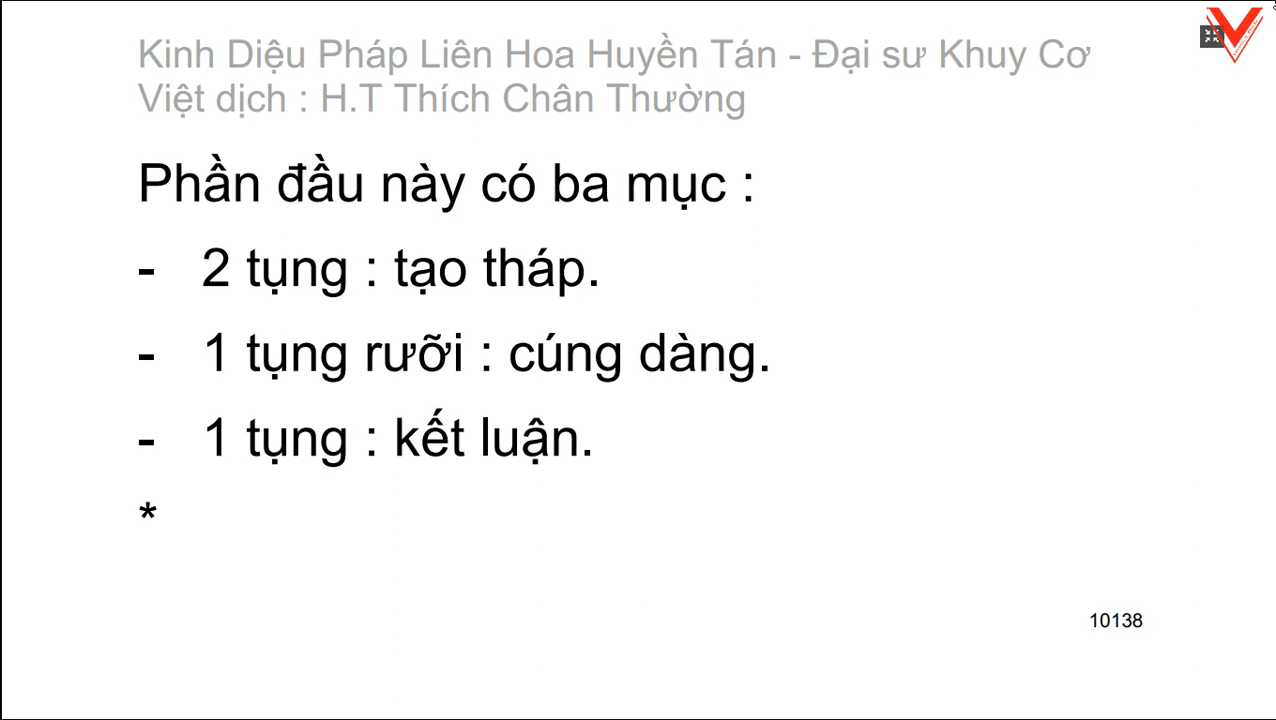 Kinh Diệu Pháp Liên Hoa Huyền Tán - Đại sư Khuy Cơ
Việt dịch : H.T Thích Chân Thường
Phần đầu này có ba mục :
- 2 tụng : tạo tháp.
- 1 tụng rưỡi : cúng dàng.
- 1 tụng : kết luận.
*
10138